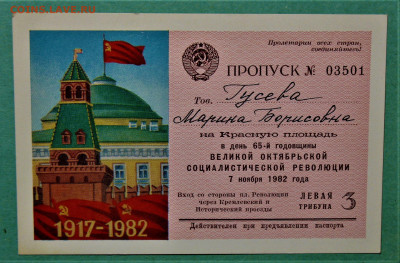 coins.lave.ru
Пролетарии всех стран,
соединяйтесь!
ПРОПУСК № 03501
Тов. Гусева
Марина Борисовна
на Красную площадь
в день 65-й годовщины
ВЕЛИКОЙ ОКТЯБРЬСКОЙ
СОЦИАЛИСТИЧЕСКОЙ РЕВОЛЮЦИИ
7 ноября 1982 года
Вход со стороны пл. Революции
через Кремлевский и
Исторический проезды
ЛЕВАЯ
ТРИБУНА 3
Действителен при предъявлении паспорта
1917-1982